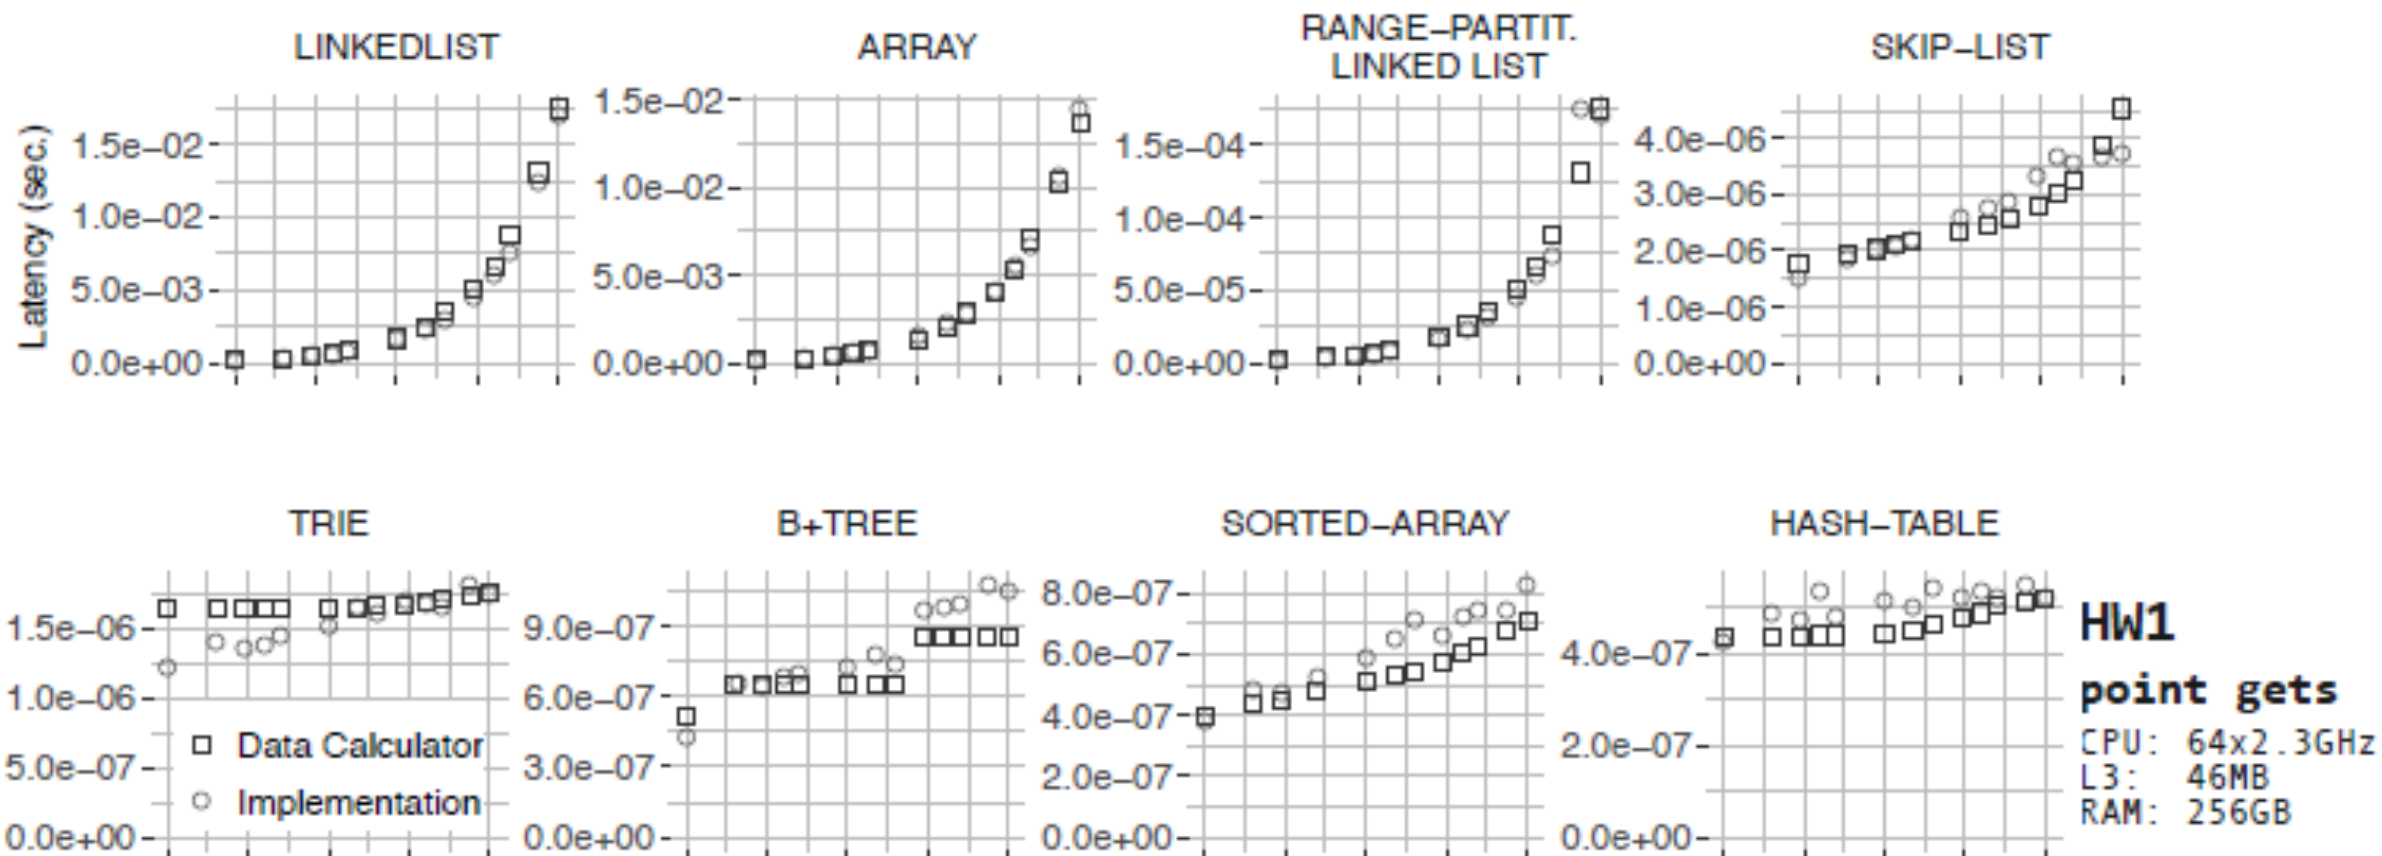 LINKEDLIST
ARRAY
RANGE–PARTIT.
LINKED LIST
SKIP–LIST
Latency (sec.)
1.5e−02
1.0e−02
5.0e−03
0.0e+00
1.5e−02
1.0e−02
5.0e−03
0.0e+00
1.5e−04
1.0e−04
5.0e−05
0.0e+00
4.0e−06
3.0e−06
2.0e−06
1.0e−06
0.0e+00
TRIE
B+TREE
SORTED–ARRAY
HASH–TABLE
1.5e−06
1.0e−06
5.0e−07
0.0e+00
Data Calculator
Implementation
9.0e−07
6.0e−07
3.0e−07
0.0e+00
8.0e−07
6.0e−07
4.0e−07
2.0e−07
0.0e+00
4.0e−07
2.0e−07
0.0e+00
HW1
point gets
CPU: 64x2.3GHz
L3: 46MB
RAM: 256GB